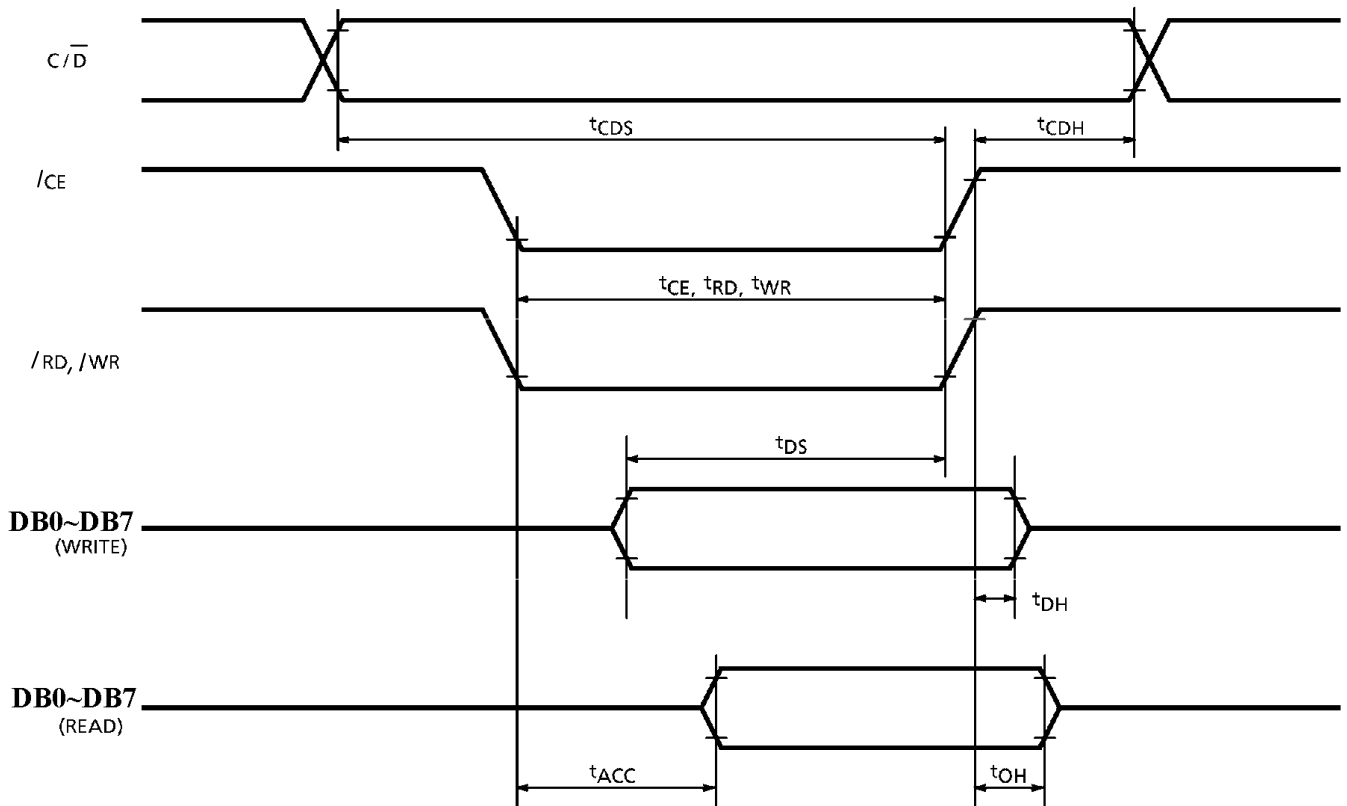 C/D̅
tCDS
tCDH
/CE
tCE, tRD, tWR
/RD, /WR
tDS
DB0~DB7
(WRITE)
tDH
DB0~DB7
(READ)
tACC
tOH